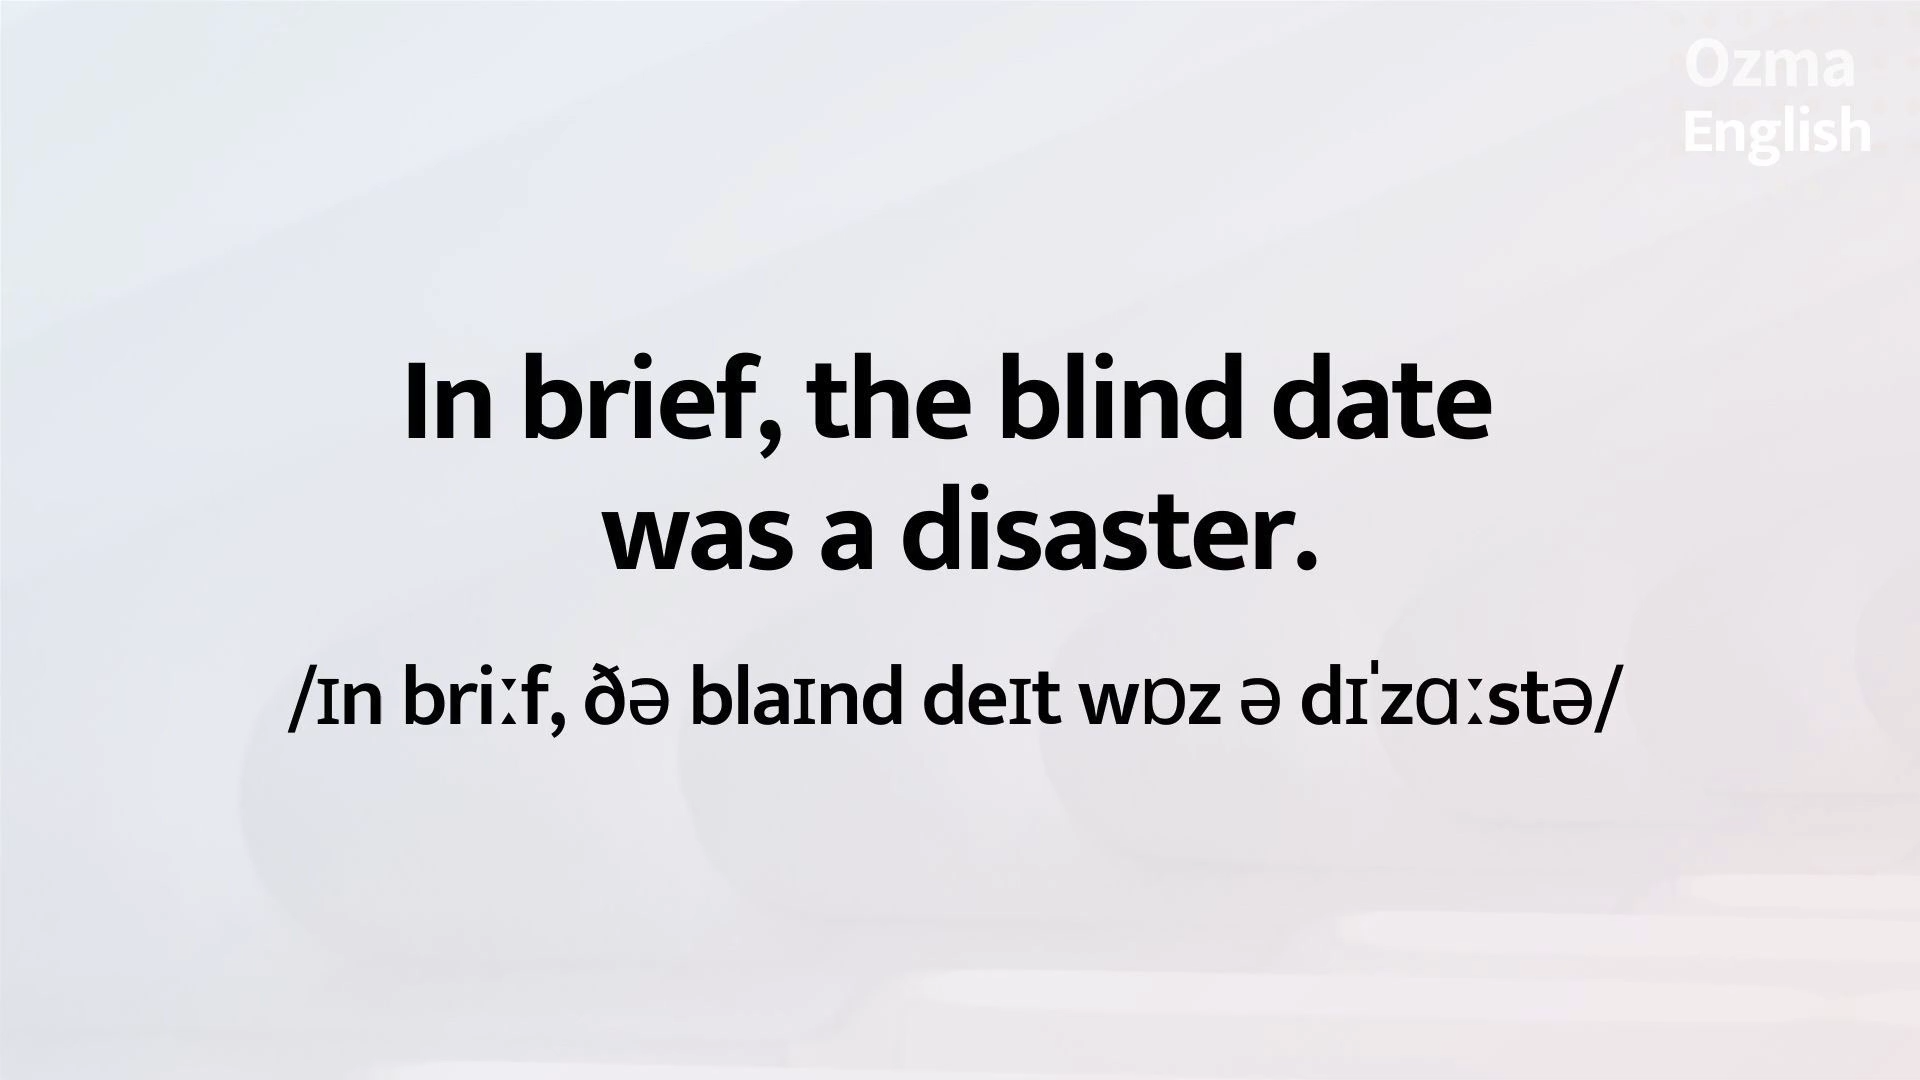 Ozma
English
In brief, the blind date
was a disaster.
/ɪn briːf, ðə blaɪnd deɪt wɒz ə dɪˈzɑːstə/